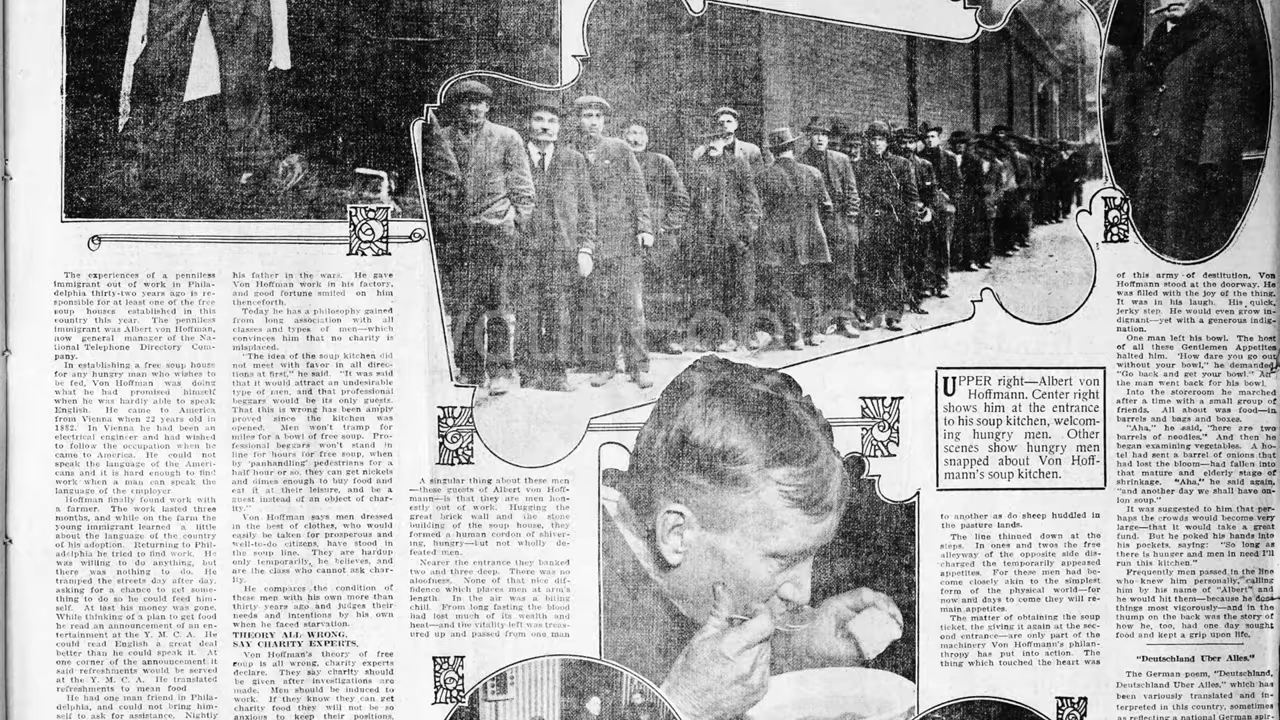 The experiences of a penniless
immigrant out of work in Phila-
delphia thirty-two years ago is re-
sponsible for at least one of the free
soup houses established in this
country this year. The penniless
immigrant was Albert von Hoffman,
now general manager of the Na-
tional Telephone Directory Com-
pany.
In establishing a free soup house
for any hungry man who wishes to
be fed, Von Hoffman was doing
what he had promised himself
when he was hardly able to speak
English. He came to America
from Vienna when 22 years old in
1882. In Vienna he had been an
electrical engineer and had wished
to follow the occupation when he
came to America. He could not
speak the language of the Ameri-
cans and it is hard enough to find
work when a man can speak the
language of the employer
Hoffman finally found work with
a farmer. The work lasted three
months, and while on the farm the
young immigrant learned a little
about the language of the country
of his adoption. Returning to Phil-
adelphia he tried to find work. He
was willing to do anything, but
there was nothing to do. He
tramped the streets day after day,
asking for a chance to get some-
thing to do so he could feed him-
self. At last his money was gone.
While thinking of a plan to get food
he read an announcement of an en-
tertainment at the Y. M. C. A. He
could read English a great deal
better than he could speak it. At
one corner of the announcement it
said refreshments would be served
at the Y. M. C. A. He translated
refreshments to mean food
He had one man friend in Phila-
delphia, and could not bring him-
self to ask for assistance. Nightly
his father in the wars. He gave
Von Hoffman work in his factory,
and good fortune smiled on him
thenceforth.
Today he has a philosophy gained
from long association with all
classes and types of men—which
convinces him that no charity is
misplaced.
"The idea of the soup kitchen did
not meet with favor in all direc-
tions at first," he said. "It was said
that it would attract an undesirable
type of men, and that professional
beggars would be its only guests.
That this is wrong has been amply
proved since the kitchen was
opened. Men won't tramp for
miles for a bowl of free soup. Pro-
fessional beggars won't stand in
line for hours for free soup, when
by 'panhandling' pedestrians for a
half hour or so, they can get nickels
and dimes enough to buy food and
eat it at their leisure, and be a
guest instead of an object of char-
ity."
Von Hoffman says men dressed
in the best of clothes, who would
easily be taken for prosperous and
well-to-do citizens, have stood in
the soup line. They are hardup
only temporarily, he believes, and
are the class who cannot ask char-
ity.
He compares the condition of
these men with his own more than
thirty years ago and judges their
needs and intentions by his own
when he faced starvation.
THEORY ALL WRONG,
SAY CHARITY EXPERTS.
Von Hoffman's theory of free
soup is all wrong, charity experts
declare. They say charity should
be given after investigations are
made. Men should be induced to
work. If they know they can get
charity food they will not be so
anxious to keep their positions,
A singular thing about these men
—these guests of Albert von Hoff-
mann—is that they are men hon-
estly out of work. Hugging the
great brick wall and the stone
building of the soup house, they
formed a human cordon of shiver-
ing, hungry—but not wholly de-
feated men.
Nearer the entrance they banked
two and three deep. There was no
aloofness. None of that nice dif-
fidence which places men at arm's
length. In the air was a biting
chill. From long fasting the blood
had lost much of its wealth and
heat—and the vitality left was treas-
ured up and passed from one man
UPPER right—Albert von
Hoffmann. Center right
shows him at the entrance
to his soup kitchen, welcom-
ing hungry men. Other
scenes show hungry men
snapped about Von Hoff-
mann's soup kitchen.
to another as do sheep huddled in
the pasture lands.
The line thinned down at the
steps. In ones and twos the free
alleyway of the opposite side dis-
charged the temporarily appeased
appetites. For these men had be-
come closely akin to the simplest
form of the physical world—for
now and days to come they will re-
main appetites.
The matter of obtaining the soup
ticket, the giving it again at the sec-
ond entrance—are only part of the
machinery Von Hoffmann's philan-
thropy has put into action. The
thing which touched the heart was
of this army of destitution, Von
Hoffmann stood at the doorway. He
was filled with the joy of the thing.
It was in his laugh. His quick,
jerky step. He would even grow in-
dignant—yet with a generous indig-
nation.
One man left his bowl. The host
of all these Gentlemen Appetites
halted him. 'How dare you go out
without your bowl," he demanded,
"Go back and get your bowl." An
the man went back for his bowl.
Into the storeroom he marched
after a time with a small group of
friends. All about was food—in
barrels and bags and boxes.
"Aha," he said, "here are two
barrels of noodles." And then he
began examining vegetables. A ho-
tel had sent a barrel of onions that
had lost the bloom—had fallen into
that mature and elderly stage of
shrinkage. "Aha," he said again,
"and another day we shall have on-
ion soup."
It was suggested to him that per-
haps the crowds would become very
large—that it would take a great
fund. But he poked his hands into
his pockets, saying: "So long as
there is hunger and men in need I'll
run this kitchen."
Frequently men passed in the line
who knew him personally, calling
him by his name of "Albert" and
he would hit them—because he does
things most vigorously—and in the
thump on the back was the story of
how he, too, had one day sought
food and kept a grip upon life.
"Deutschland Uber Alles."
The German poem, "Deutschland,
Deutschland Uber Alles," which has
been variously translated and in-
terpreted in this country, sometimes
as reflecting a national German spir-